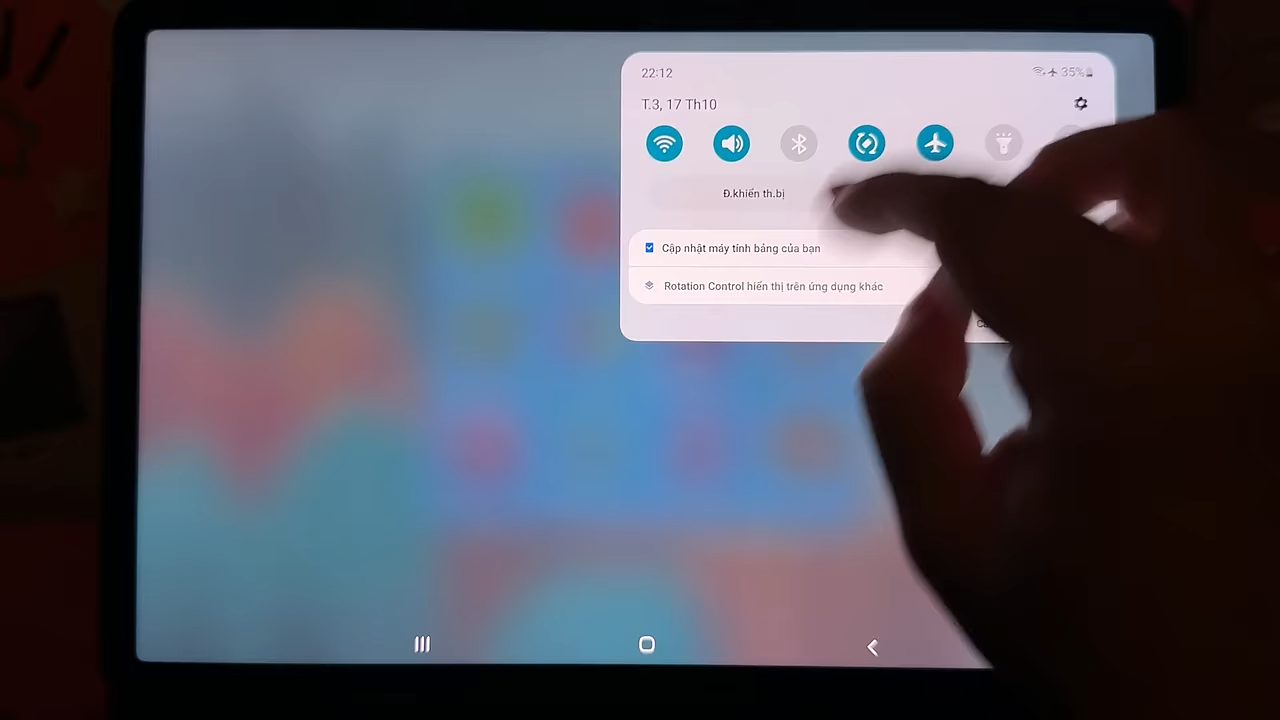 22:12
35%
T.3, 17 Th10
Đ.khiển th.bị
Cập nhật máy tính bảng của bạn
Rotation Control hiển thị trên ứng dụng khác